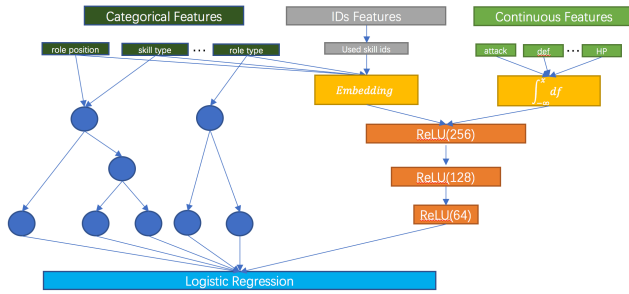 Categorical Features
IDs Features
Continuous Features
role position
skill type
...
role type
Used skill ids
attack
def
...
HP
Embedding
∫_{-∞}^{x} df
ReLU(256)
ReLU(128)
ReLU(64)
Logistic Regression